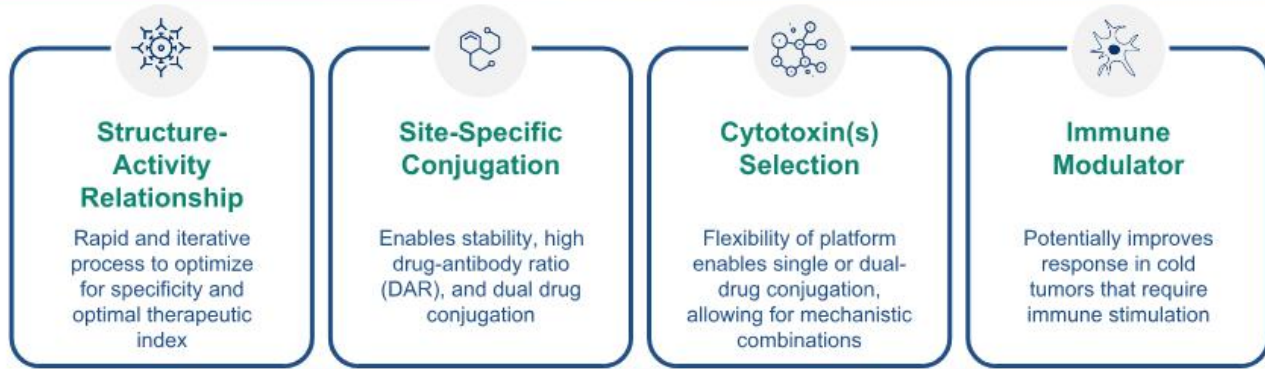 Structure-
Activity
Relationship
Rapid and iterative
process to optimize
for specificity and
optimal therapeutic
index
Site-Specific
Conjugation
Enables stability, high
drug-antibody ratio
(DAR), and dual drug
conjugation
Cytotoxin(s)
Selection
Flexibility of platform
enables single or dual-
drug conjugation,
allowing for mechanistic
combinations
Immune
Modulator
Potentially improves
response in cold
tumors that require
immune stimulation